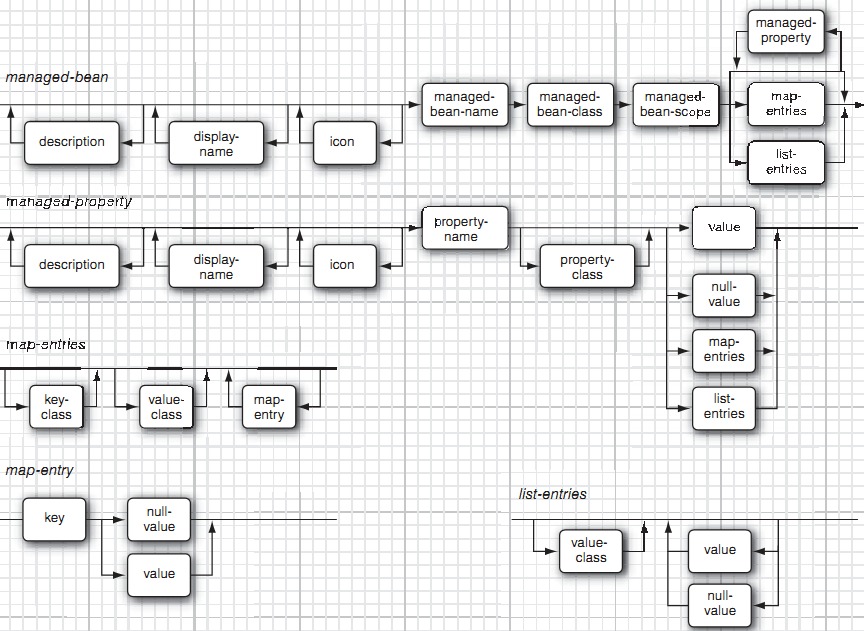 managed-
property
managed-bean
managed-
bean-name
managed-
bean-class
managed-
bean-scope
map-
entries
description
display-
name
icon
list-
entries
managed-property
property-
name
value
description
display-
name
icon
property-
class
null-
value
map-entries
map-
entries
key-
class
value-
class
map-
entry
list-
entries
map-entry
list-entries
key
null-
value
value-
class
value
value
null-
value